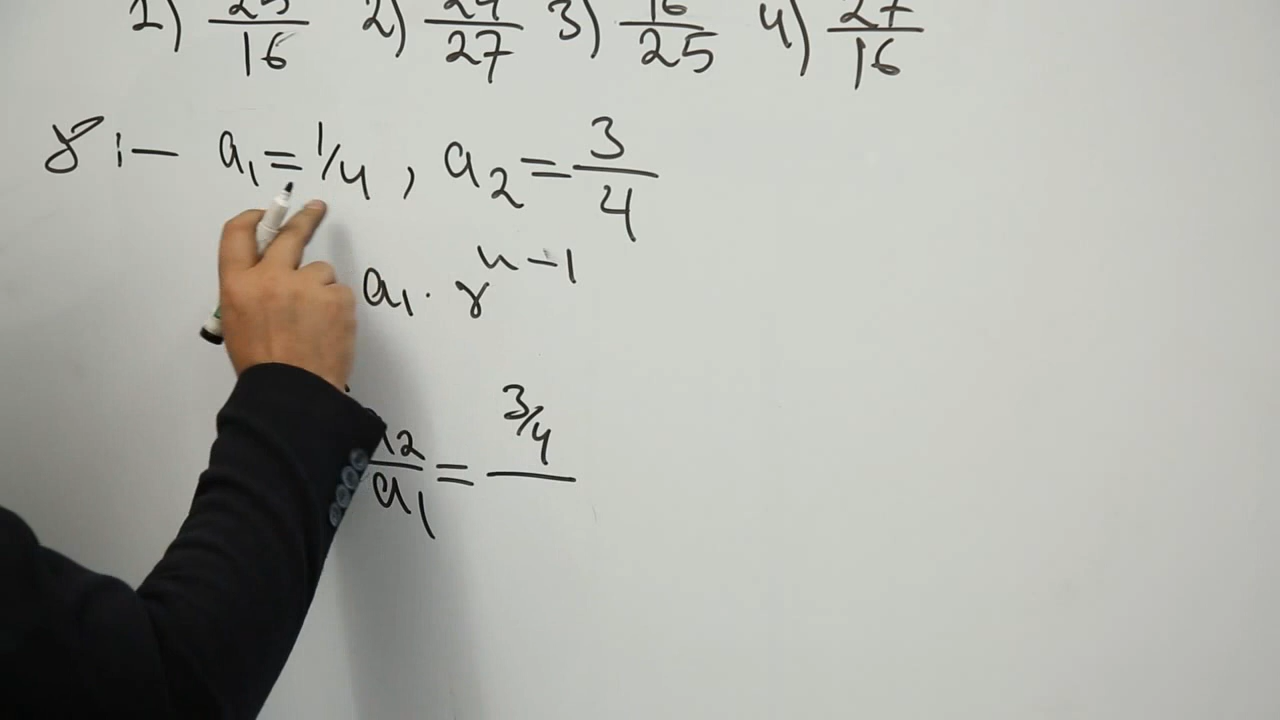 1) 25/16 2) 24/27 3) 16/25 4) 27/16
8 :- a₁ = 1/4 , a₂ = 3/4
a₁ · r^(n-1)
a₂/a₁ = 3/4 /